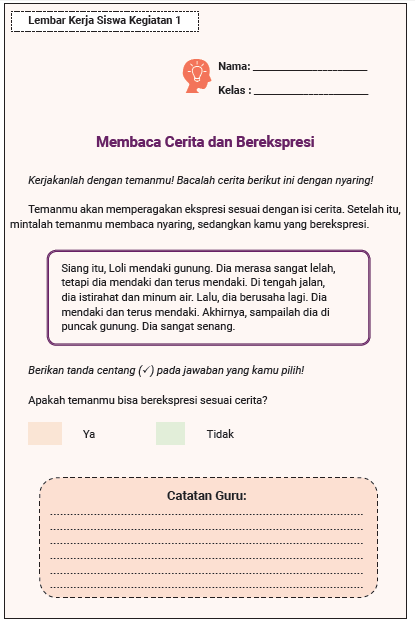 Lembar Kerja Siswa Kegiatan 1
Nama:
Kelas :
Membaca Cerita dan Berekspresi
Kerjakanlah dengan temanmu! Bacalah cerita berikut ini dengan nyaring!
Temanmu akan memperagakan ekspresi sesuai dengan isi cerita. Setelah itu,
mintalah temanmu membaca nyaring, sedangkan kamu yang berekspresi.
Siang itu, Loli mendaki gunung. Dia merasa sangat lelah,
tetapi dia mendaki dan terus mendaki. Di tengah jalan,
dia istirahat dan minum air. Lalu, dia berusaha lagi. Dia
mendaki dan terus mendaki. Akhirnya, sampailah dia di
puncak gunung. Dia sangat senang.
Berikan tanda centang (✓) pada jawaban yang kamu pilih!
Apakah temanmu bisa berekspresi sesuai cerita?
Ya Tidak
Catatan Guru: